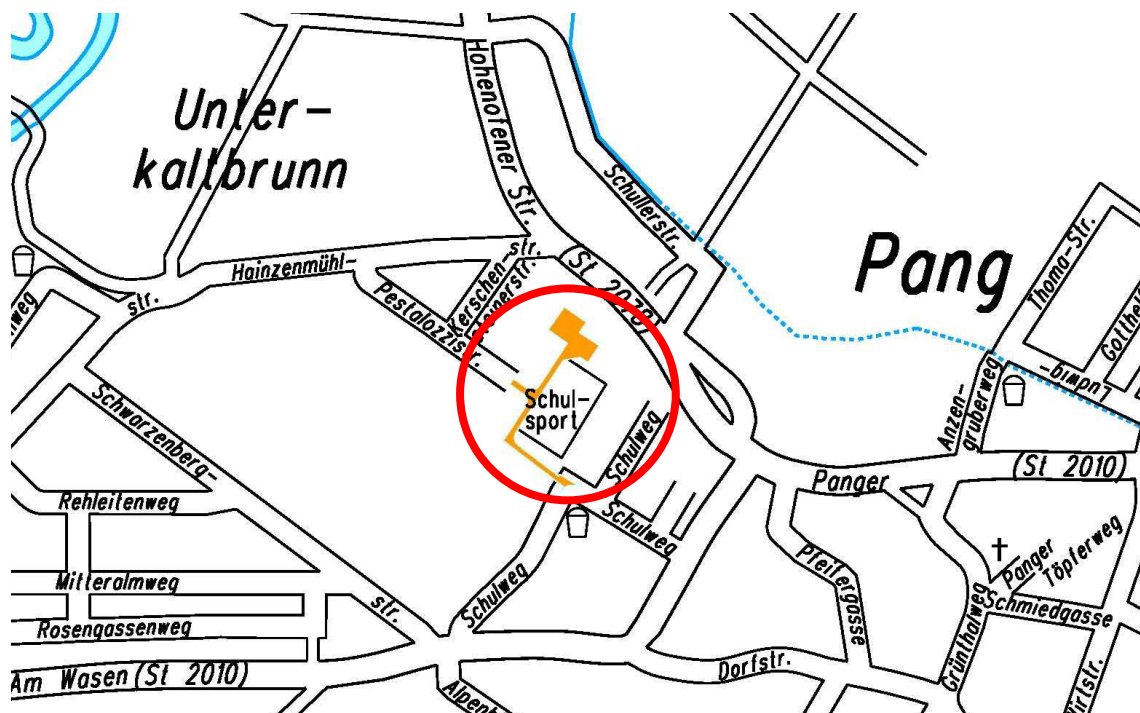 Unter-
kaltbrunn
Hohenofener Str.
Schullerstr.
Pang
Thoma-Str.
Hainzenmühl-
str.
Kerschen-
steinerstr.
(St 2078)
Pestalozzistr.
str.
Ludwig-
Anzen-
gruberweg
Schul-
sport
Schulweg
Schwarzenberg-
Panger
(St 2010)
Rehleitenweg
Schulweg
Pfeifergasse
Panger
Töpferweg
Mitteralmweg
Schulweg
str.
Schmiedgasse
Grünthalweg
Rosengassenweg
Dorfstr.
Am Wasen (St 2010)